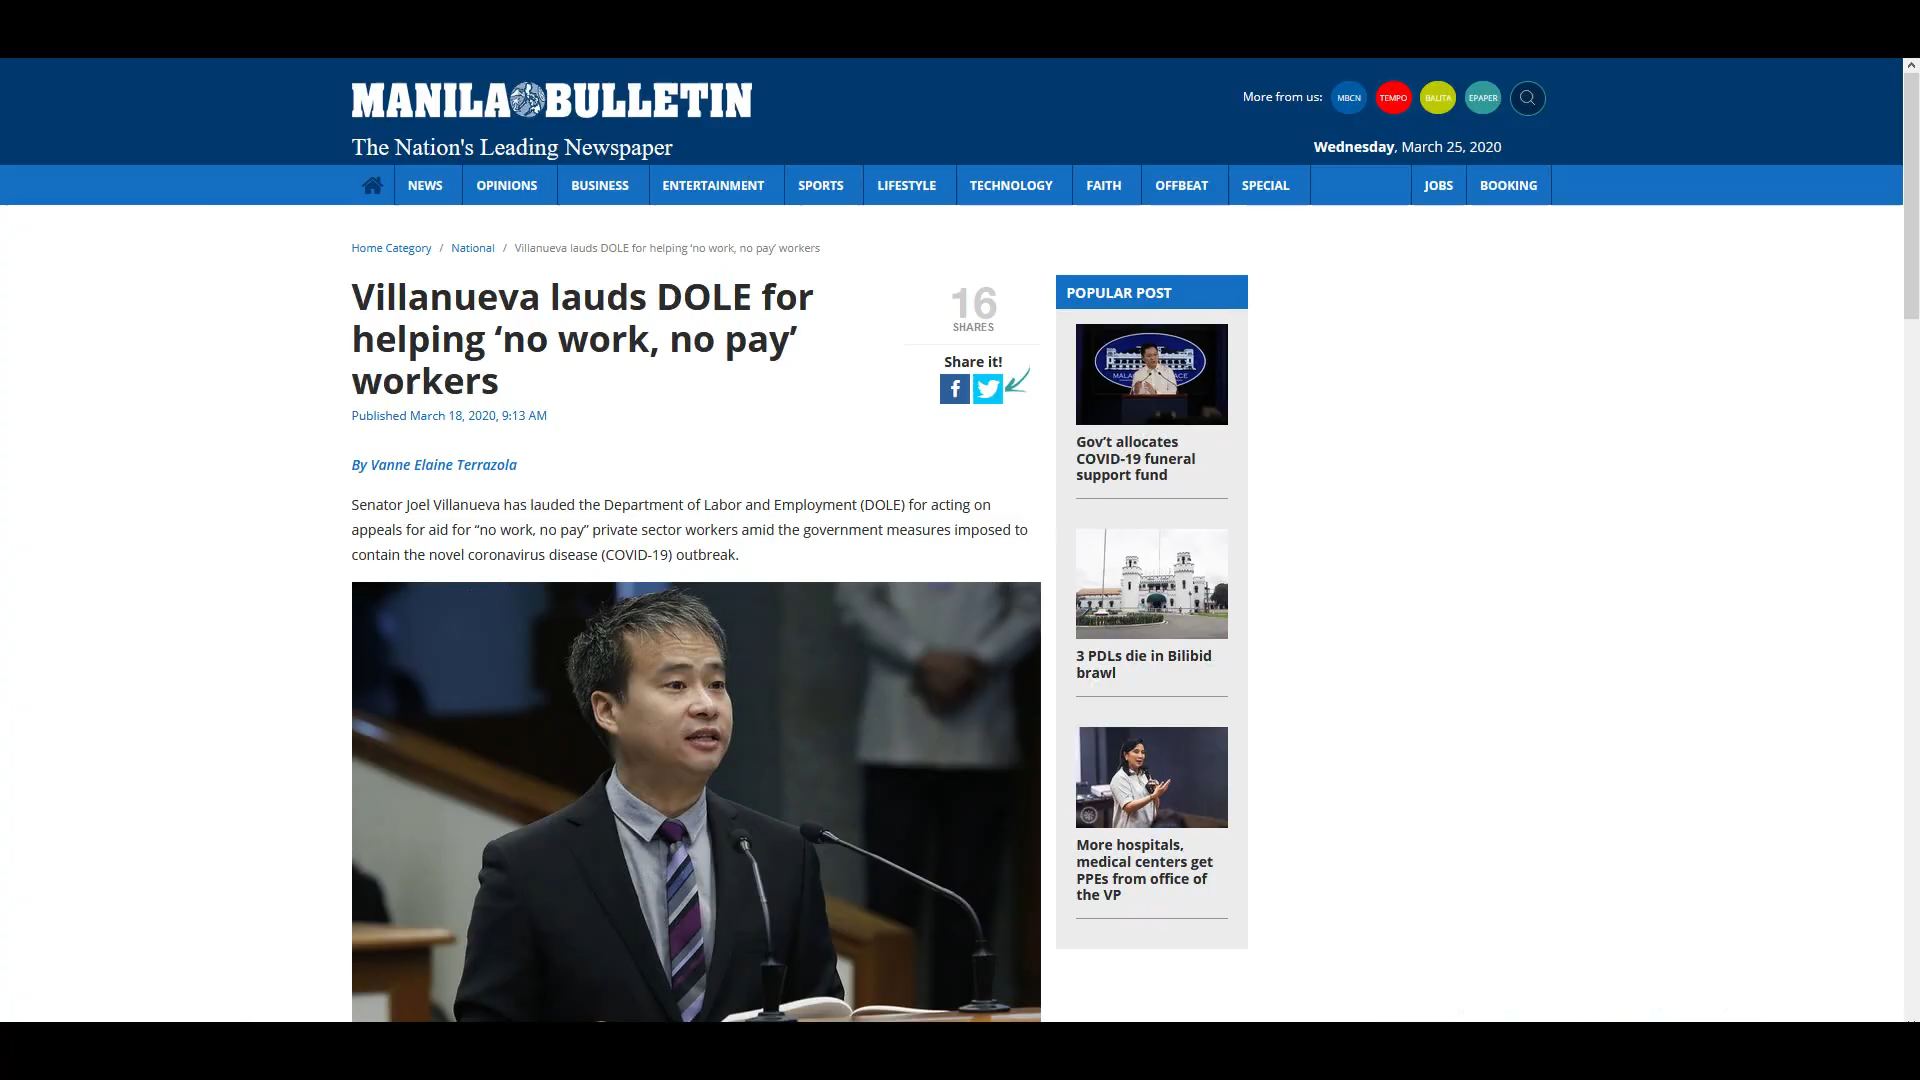 MANILA BULLETIN
The Nation's Leading Newspaper
More from us: MBCN TEMPO BALITA EPAPER
Wednesday, March 25, 2020
NEWS OPINIONS BUSINESS ENTERTAINMENT SPORTS LIFESTYLE TECHNOLOGY FAITH OFFBEAT SPECIAL JOBS BOOKING
Home Category / National / Villanueva lauds DOLE for helping ‘no work, no pay’ workers
Villanueva lauds DOLE for
helping ‘no work, no pay’
workers
Published March 18, 2020, 9:13 AM
16
SHARES
Share it!
By Vanne Elaine Terrazola
Senator Joel Villanueva has lauded the Department of Labor and Employment (DOLE) for acting on
appeals for aid for “no work, no pay” private sector workers amid the government measures imposed to
contain the novel coronavirus disease (COVID-19) outbreak.
POPULAR POST
Gov’t allocates
COVID-19 funeral
support fund
3 PDLs die in Bilibid
brawl
More hospitals,
medical centers get
PPEs from office of
the VP